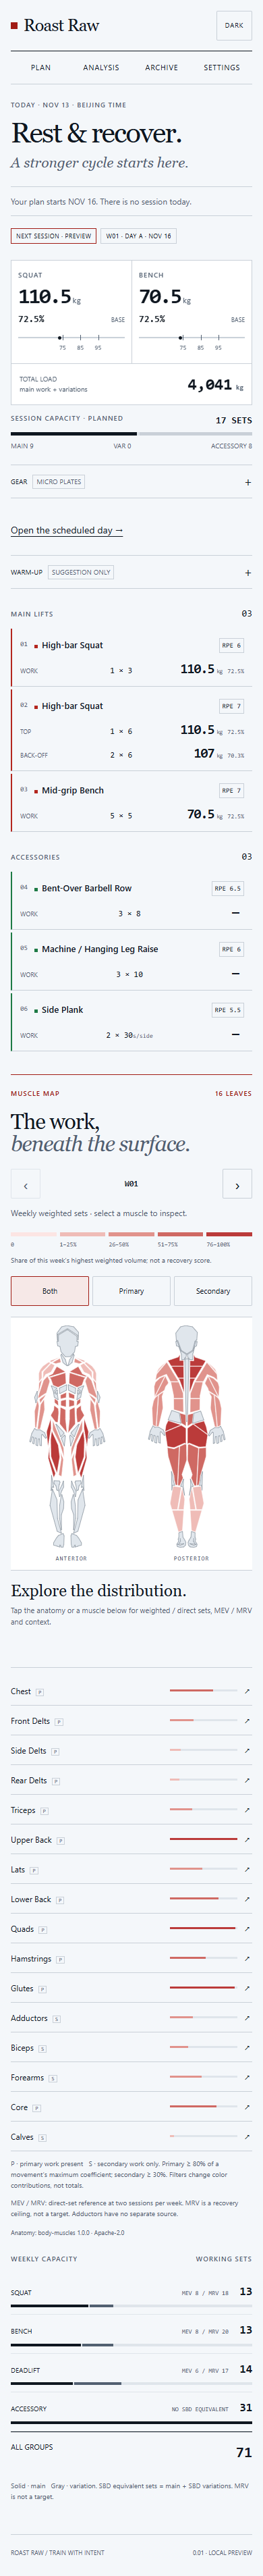 Roast Raw
DARK
PLAN ANALYSIS ARCHIVE SETTINGS
TODAY · NOV 13 · BEIJING TIME
Rest & recover.
A stronger cycle starts here.
Your plan starts NOV 16. There is no session today.
NEXT SESSION · PREVIEW W01 · DAY A · NOV 16
SQUAT BENCH
110.5 kg 70.5 kg
72.5% BASE 72.5% BASE
75 85 95 75 85 95
TOTAL LOAD
main work + variations
4,041 kg
SESSION CAPACITY · PLANNED 17 SETS
MAIN 9 VAR 0 ACCESSORY 8
GEAR MICRO PLATES +
Open the scheduled day →
WARM-UP SUGGESTION ONLY +
MAIN LIFTS 03
01 High-bar Squat RPE 6
WORK 1 × 3 110.5 kg 72.5%
02 High-bar Squat RPE 7
TOP 1 × 6 110.5 kg 72.5%
BACK-OFF 2 × 6 107 kg 70.3%
03 Mid-grip Bench RPE 7
WORK 5 × 5 70.5 kg 72.5%
ACCESSORIES 03
04 Bent-Over Barbell Row RPE 6.5
WORK 3 × 8 —
05 Machine / Hanging Leg Raise RPE 6
WORK 3 × 10 —
06 Side Plank RPE 5.5
WORK 2 × 30s/side —
MUSCLE MAP 16 LEAVES
The work,
beneath the surface.
‹ W01 ›
Weekly weighted sets · select a muscle to inspect.
0 1–25% 26–50% 51–75% 76–100%
Share of this week's highest weighted volume; not a recovery score.
Both Primary Secondary
ANTERIOR POSTERIOR
Explore the distribution.
Tap the anatomy or a muscle below for weighted / direct sets, MEV / MRV
and context.
Chest P ↗
Front Delts P ↗
Side Delts P ↗
Rear Delts P ↗
Triceps P ↗
Upper Back P ↗
Lats P ↗
Lower Back P ↗
Quads P ↗
Hamstrings P ↗
Glutes P ↗
Adductors S ↗
Biceps S ↗
Forearms S ↗
Core P ↗
Calves S ↗
P · primary work present S · secondary work only. Primary ≥ 80% of a
movement's maximum coefficient; secondary ≥ 30%. Filters change color
contributions, not totals.
MEV / MRV: direct-set reference at two sessions per week. MRV is a recovery
ceiling, not a target. Adductors have no separate source.
Anatomy: body-muscles 1.0.0 · Apache-2.0
WEEKLY CAPACITY WORKING SETS
SQUAT MEV 8 / MRV 18 13
BENCH MEV 8 / MRV 20 13
DEADLIFT MEV 6 / MRV 17 14
ACCESSORY NO SBD EQUIVALENT 31
ALL GROUPS 71
Solid · main Gray · variation. SBD equivalent sets = main + SBD variations. MRV
is not a target.
ROAST RAW / TRAIN WITH INTENT 0.01 · LOCAL PREVIEW